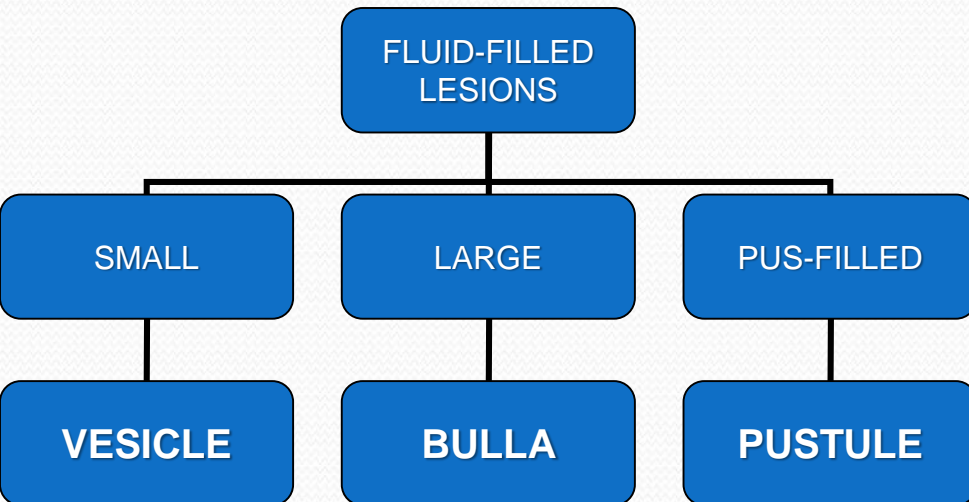 FLUID-FILLED
LESIONS
SMALL
LARGE
PUS-FILLED
VESICLE
BULLA
PUSTULE